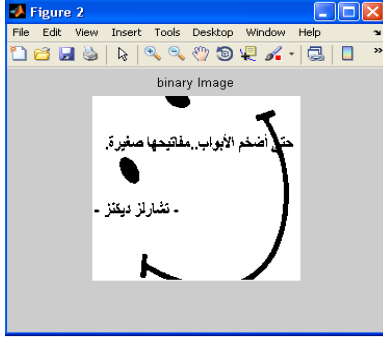 Figure 2
File Edit View Insert Tools Desktop Window Help
binary Image
حتى أضخم الأبواب..مفاتيحها صغيرة.
- تشارلز ديكنز -